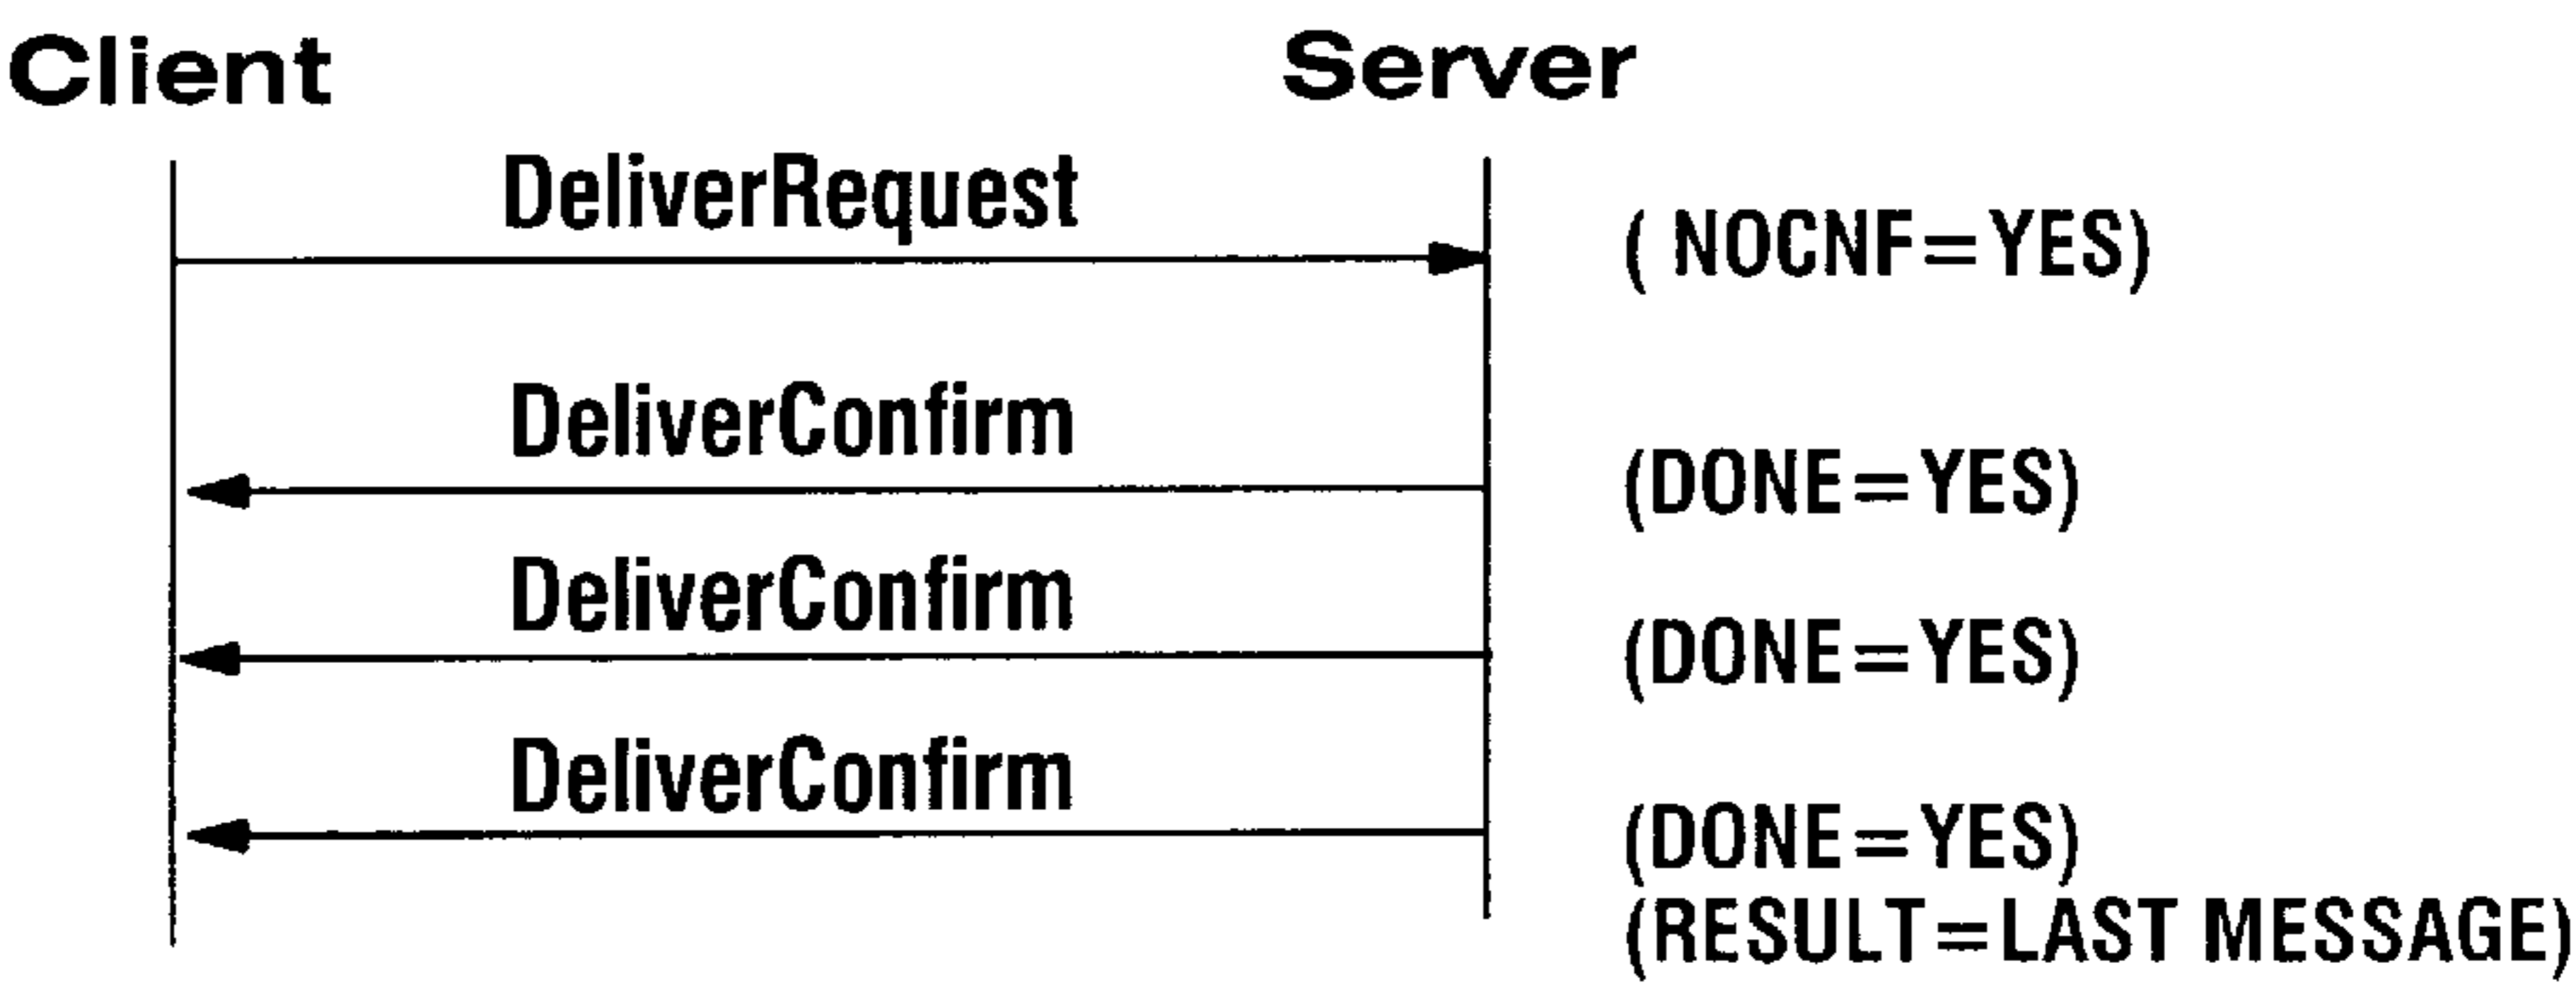 Client Server
DeliverRequest
( NOCNF=YES)
DeliverConfirm
(DONE=YES)
DeliverConfirm
(DONE=YES)
DeliverConfirm
(DONE=YES)
(RESULT=LAST MESSAGE)